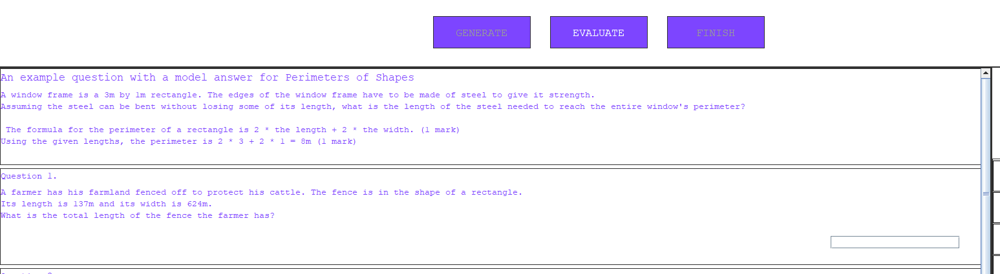 GENERATE EVALUATE FINISH
An example question with a model answer for Perimeters of Shapes
A window frame is a 3m by 1m rectangle. The edges of the window frame have to be made of steel to give it strength.
Assuming the steel can be bent without losing some of its length, what is the length of the steel needed to reach the entire window's perimeter?
The formula for the perimeter of a rectangle is 2 * the length + 2 * the width. (1 mark)
Using the given lengths, the perimeter is 2 * 3 + 2 * 1 = 8m (1 mark)
Question 1.
A farmer has his farmland fenced off to protect his cattle. The fence is in the shape of a rectangle.
Its length is 137m and its width is 624m.
What is the total length of the fence the farmer has?